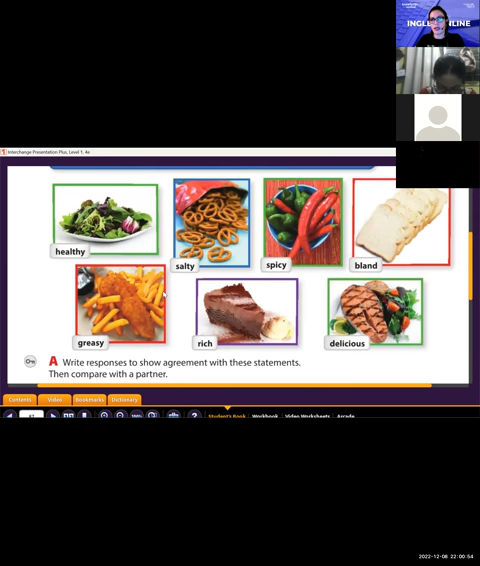 INGLE NLINE
Interchange Presentation Plus, Level 1, 4e
healthy
salty
spicy
bland
greasy
rich
delicious
A Write responses to show agreement with these statements.
Then compare with a partner.
Contents Video Bookmarks Dictionary
Student's Book Workbook Video Worksheets Arcade
2022-12-08 22:00:54